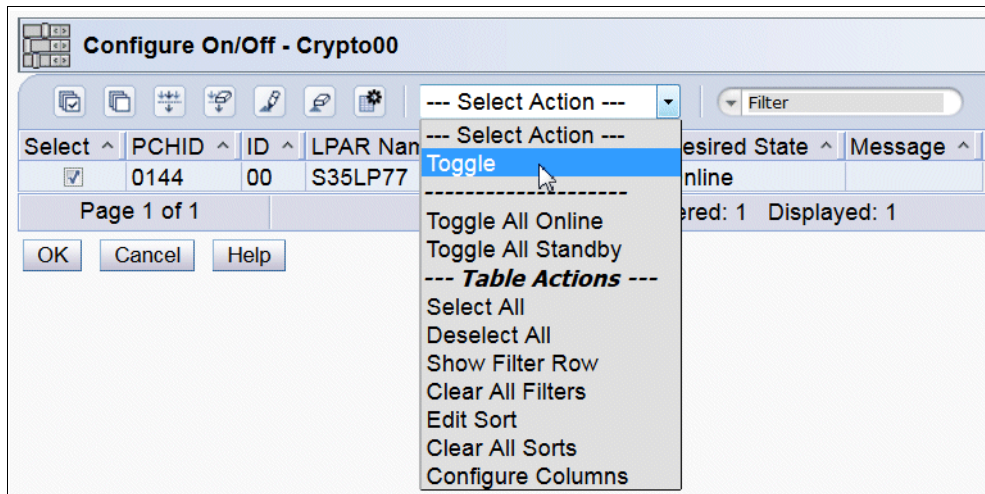 Configure On/Off - Crypto00
--- Select Action --- Filter
Select PCHID ID LPAR Nam esired State Message
--- Select Action ---
Toggle
0144 00 S35LP77 nline
---------------------
Page 1 of 1 ered: 1 Displayed: 1
Toggle All Online
Toggle All Standby
OK Cancel Help
--- Table Actions ---
Select All
Deselect All
Show Filter Row
Clear All Filters
Edit Sort
Clear All Sorts
Configure Columns